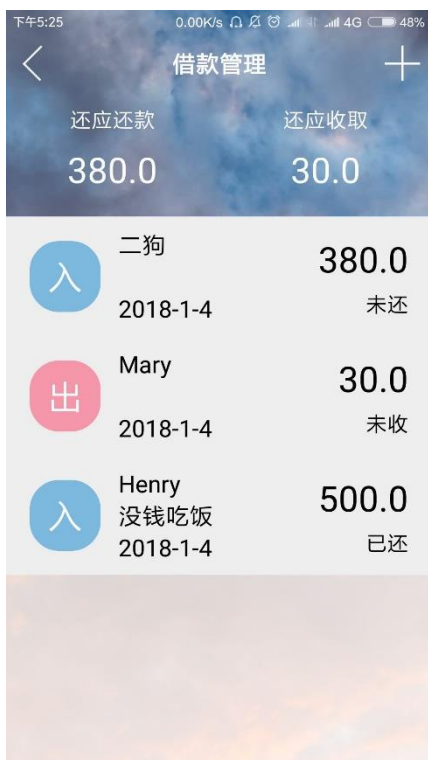 下午5:25 0.00K/s 4G 48%
借款管理
还应还款 还应收取
380.0 30.0
入 二狗 380.0
2018-1-4 未还
出 Mary 30.0
2018-1-4 未收
入 Henry 500.0
没钱吃饭
2018-1-4 已还